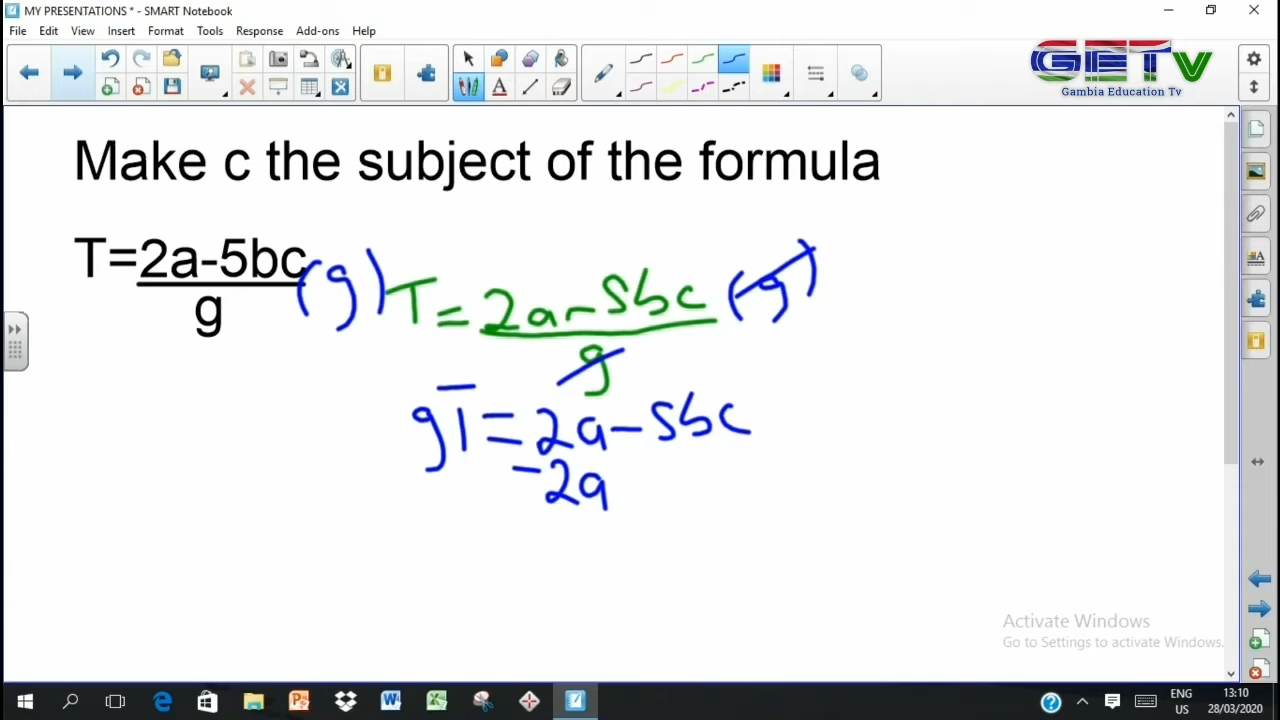 MY PRESENTATIONS * - SMART Notebook
File Edit View Insert Format Tools Response Add-ons Help
GETV
Gambia Education Tv
Make c the subject of the formula
T=2a-5bc
g
(g)T=2a-5bc(g)
g
gT=2a-5bc
-2a
Activate Windows
Go to Settings to activate Windows.
ENG
US
13:10
28/03/2020